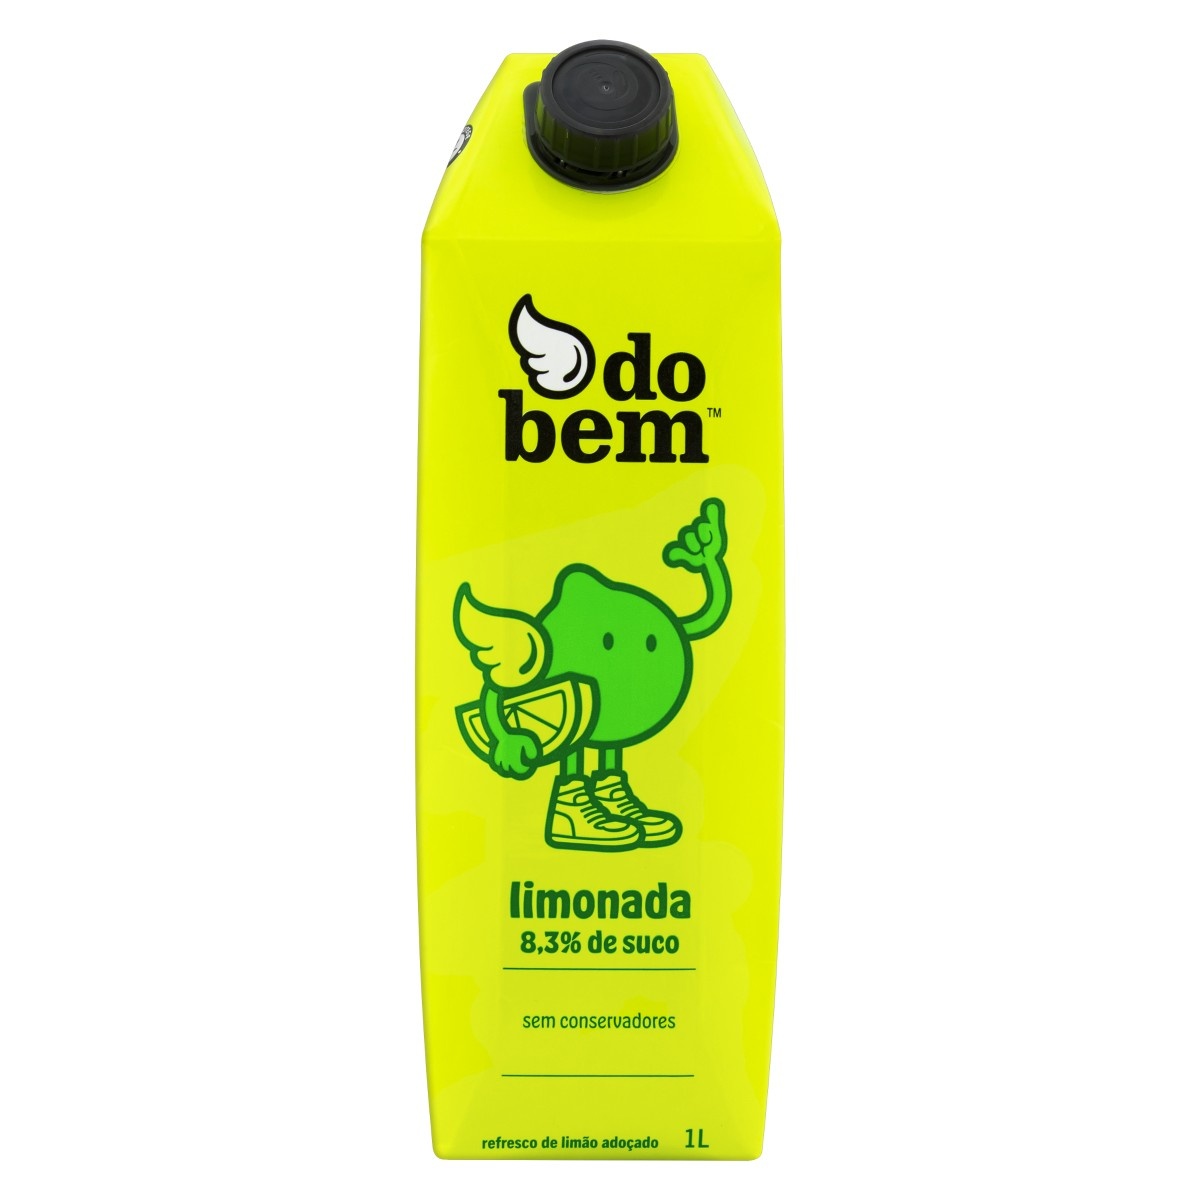 do
bem™
limonada
8,3% de suco
sem conservadores
refresco de limão adoçado 1L